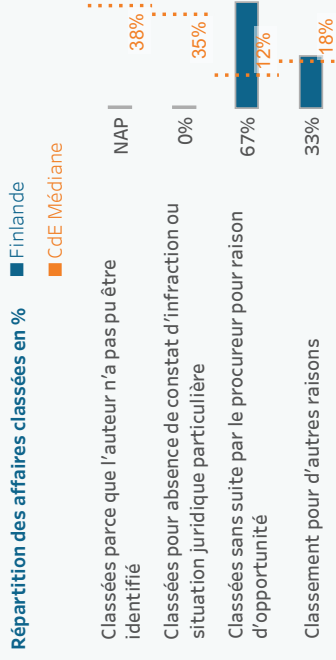 Répartition des affaires classées en %
Finlande
CdE Médiane
Classées parce que l'auteur n'a pas pu être
identifié
NAP
38%
Classées pour absence de constat d'infraction ou
situation juridique particulière
0%
35%
Classées sans suite par le procureur pour raison
d'opportunité
67%
12%
Classement pour d'autres raisons
33%
18%